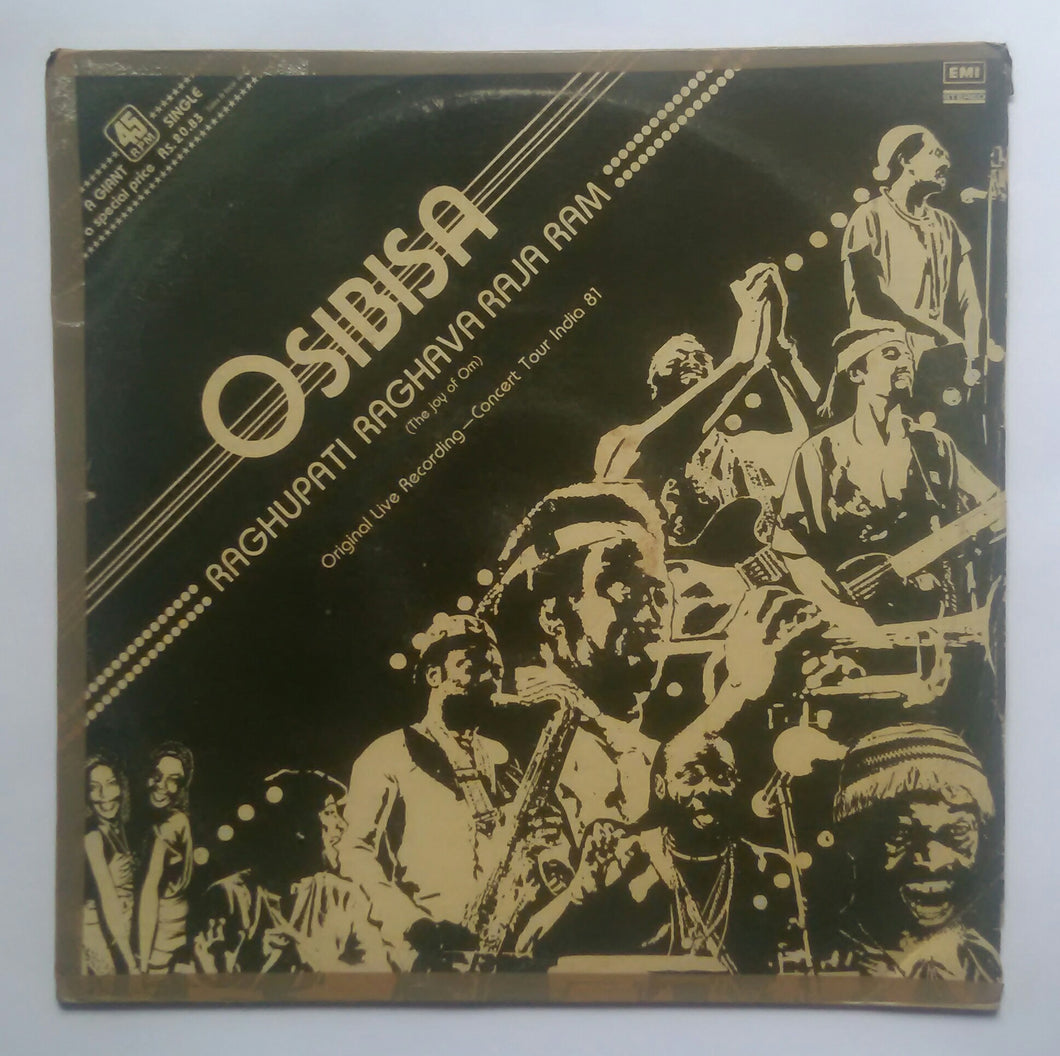 A GIANT 45 RPM SINGLE
a special price RS. 20.83
EMI
STEREO
OSIBISA
RAGHUPATI RAGHAVA RAJA RAM
(The joy of Om)
Original Live Recording—Concert Tour India 81